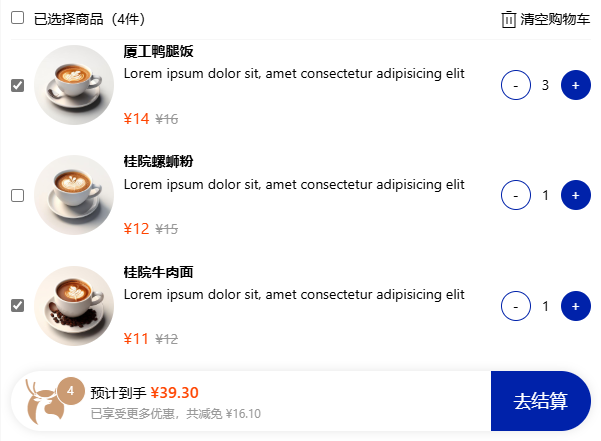 已选择商品（4件） 清空购物车
厦工鸭腿饭
Lorem ipsum dolor sit, amet consectetur adipisicing elit
- 3 +
¥14 ¥16
桂院螺蛳粉
Lorem ipsum dolor sit, amet consectetur adipisicing elit
- 1 +
¥12 ¥15
桂院牛肉面
Lorem ipsum dolor sit, amet consectetur adipisicing elit
- 1 +
¥11 ¥12
4
预计到手 ¥39.30
已享受更多优惠，共减免 ¥16.10
去结算